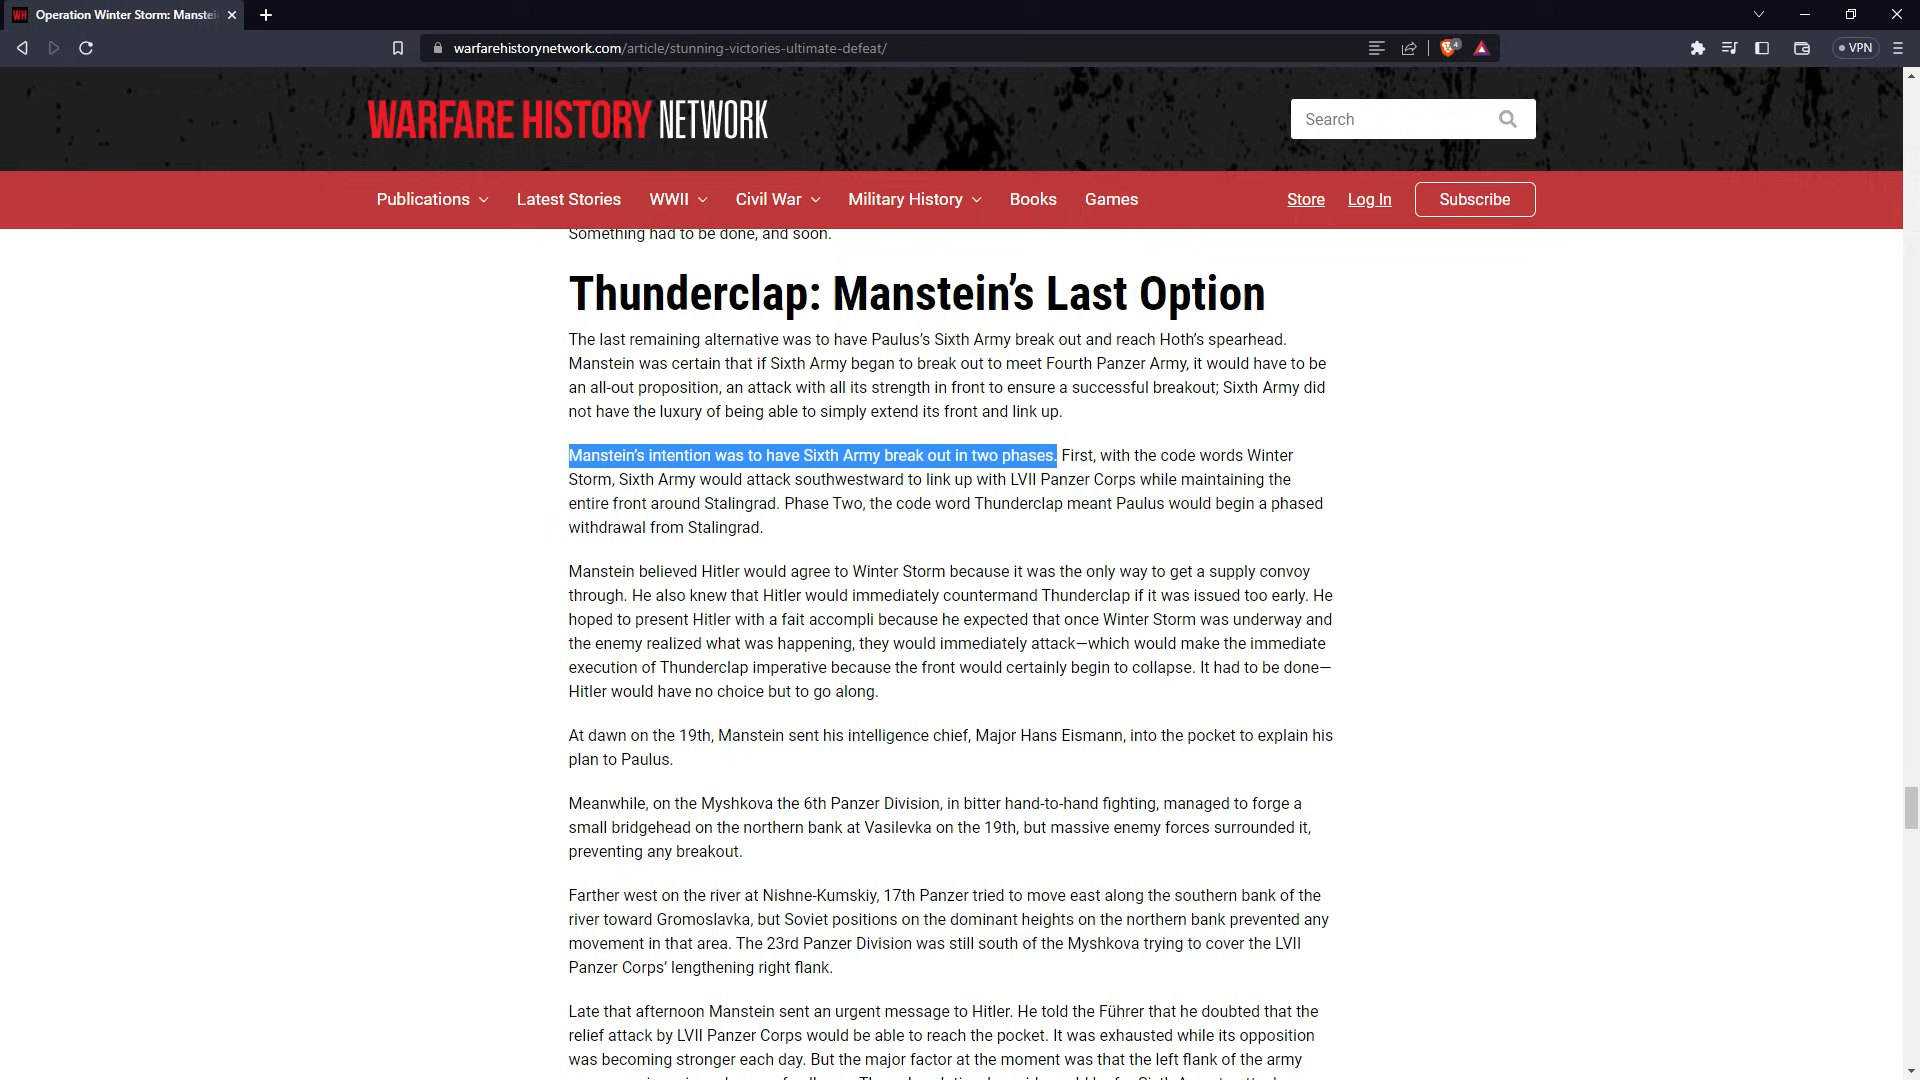 Operation Winter Storm: Manstei
warfarehistorynetwork.com/article/stunning-victories-ultimate-defeat/
4
VPN
WARFARE HISTORY NETWORK
Search
Publications Latest Stories WWII Civil War Military History Books Games Store Log In Subscribe
Something had to be done, and soon.
Thunderclap: Manstein’s Last Option
The last remaining alternative was to have Paulus’s Sixth Army break out and reach Hoth’s spearhead.
Manstein was certain that if Sixth Army began to break out to meet Fourth Panzer Army, it would have to be
an all-out proposition, an attack with all its strength in front to ensure a successful breakout; Sixth Army did
not have the luxury of being able to simply extend its front and link up.
Manstein’s intention was to have Sixth Army break out in two phases. First, with the code words Winter
Storm, Sixth Army would attack southwestward to link up with LVII Panzer Corps while maintaining the
entire front around Stalingrad. Phase Two, the code word Thunderclap meant Paulus would begin a phased
withdrawal from Stalingrad.
Manstein believed Hitler would agree to Winter Storm because it was the only way to get a supply convoy
through. He also knew that Hitler would immediately countermand Thunderclap if it was issued too early. He
hoped to present Hitler with a fait accompli because he expected that once Winter Storm was underway and
the enemy realized what was happening, they would immediately attack—which would make the immediate
execution of Thunderclap imperative because the front would certainly begin to collapse. It had to be done—
Hitler would have no choice but to go along.
At dawn on the 19th, Manstein sent his intelligence chief, Major Hans Eismann, into the pocket to explain his
plan to Paulus.
Meanwhile, on the Myshkova the 6th Panzer Division, in bitter hand-to-hand fighting, managed to forge a
small bridgehead on the northern bank at Vasilevka on the 19th, but massive enemy forces surrounded it,
preventing any breakout.
Farther west on the river at Nishne-Kumskiy, 17th Panzer tried to move east along the southern bank of the
river toward Gromoslavka, but Soviet positions on the dominant heights on the northern bank prevented any
movement in that area. The 23rd Panzer Division was still south of the Myshkova trying to cover the LVII
Panzer Corps’ lengthening right flank.
Late that afternoon Manstein sent an urgent message to Hitler. He told the Führer that he doubted that the
relief attack by LVII Panzer Corps would be able to reach the pocket. It was exhausted while its opposition
was becoming stronger each day. But the major factor at the moment was that the left flank of the army